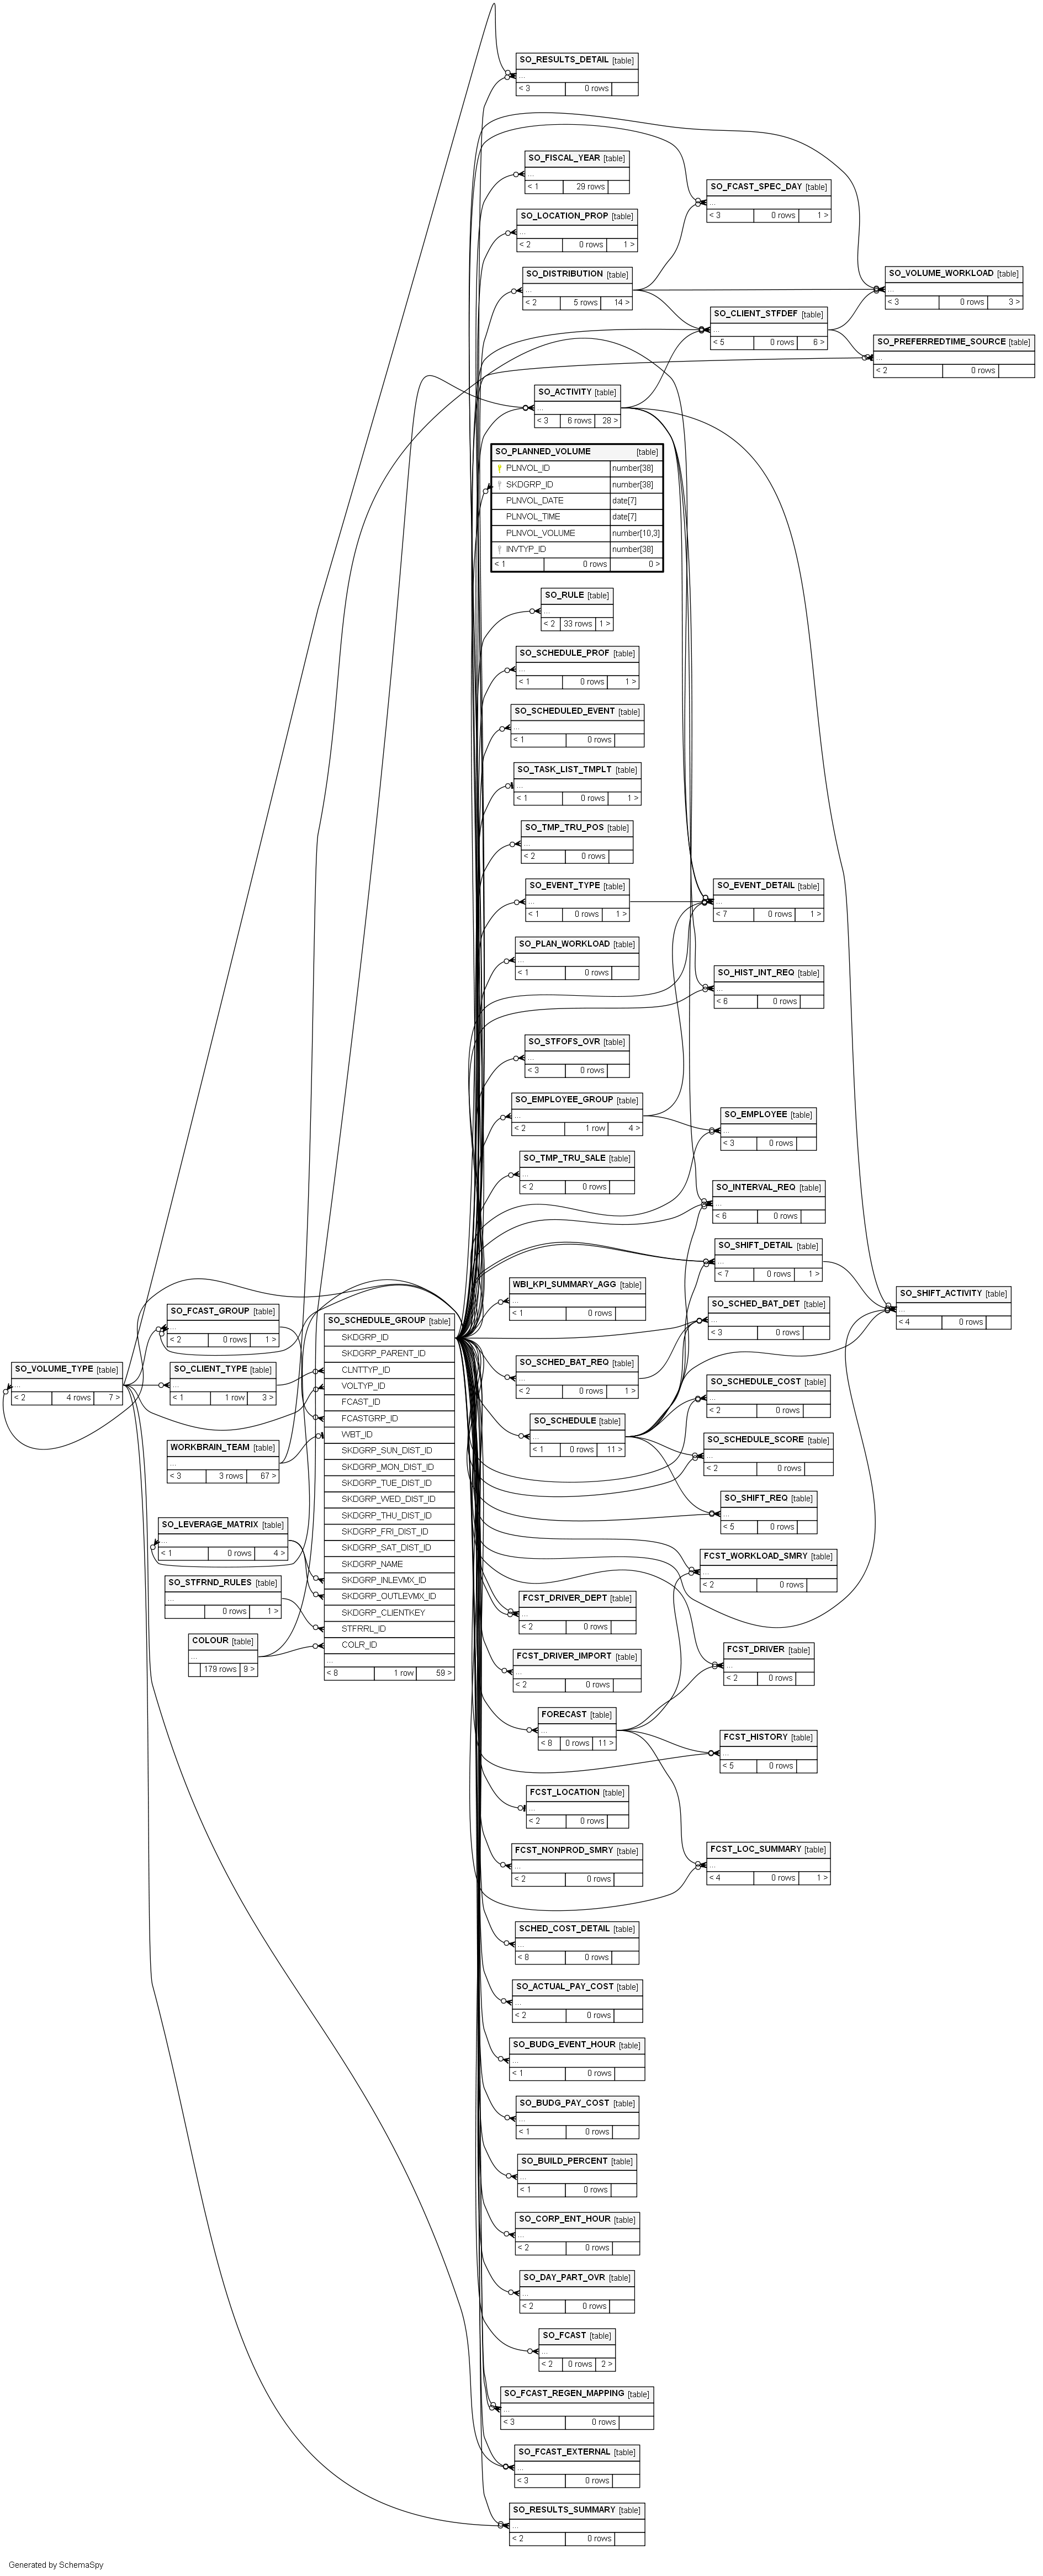 SO_RESULTS_DETAIL [table]
...
< 3 0 rows
SO_FISCAL_YEAR [table]
...
< 1 29 rows
SO_FCAST_SPEC_DAY [table]
...
< 3 0 rows 1 >
SO_LOCATION_PROP [table]
...
< 2 0 rows 1 >
SO_DISTRIBUTION [table]
...
< 2 5 rows 14 >
SO_VOLUME_WORKLOAD [table]
...
< 3 0 rows 3 >
SO_CLIENT_STFDEF [table]
...
< 5 0 rows 6 >
SO_PREFERREDTIME_SOURCE [table]
...
< 2 0 rows
SO_ACTIVITY [table]
...
< 3 6 rows 28 >
SO_PLANNED_VOLUME [table]
PLNVOL_ID number[38]
SKDGRP_ID number[38]
PLNVOL_DATE date[7]
PLNVOL_TIME date[7]
PLNVOL_VOLUME number[10,3]
INVTYP_ID number[38]
< 1 0 rows 0 >
SO_RULE [table]
...
< 2 33 rows 1 >
SO_SCHEDULE_PROF [table]
...
< 1 0 rows 1 >
SO_SCHEDULED_EVENT [table]
...
< 1 0 rows
SO_TASK_LIST_TMPLT [table]
...
< 1 0 rows 1 >
SO_TMP_TRU_POS [table]
...
< 2 0 rows
SO_EVENT_TYPE [table]
...
< 1 0 rows 1 >
SO_EVENT_DETAIL [table]
...
< 7 0 rows 1 >
SO_PLAN_WORKLOAD [table]
...
< 1 0 rows
SO_HIST_INT_REQ [table]
...
< 6 0 rows
SO_STFOFS_OVR [table]
...
< 3 0 rows
SO_EMPLOYEE_GROUP [table]
...
< 2 1 row 4 >
SO_EMPLOYEE [table]
...
< 3 0 rows
SO_TMP_TRU_SALE [table]
...
< 2 0 rows
SO_INTERVAL_REQ [table]
...
< 6 0 rows
SO_SHIFT_DETAIL [table]
...
< 7 0 rows 1 >
WBI_KPI_SUMMARY_AGG [table]
...
< 1 0 rows
SO_SHIFT_ACTIVITY [table]
...
< 4 0 rows
SO_SCHED_BAT_DET [table]
...
< 3 0 rows
SO_SCHED_BAT_REQ [table]
...
< 2 0 rows 1 >
SO_SCHEDULE_COST [table]
...
< 2 0 rows
SO_SCHEDULE [table]
...
< 1 0 rows 11 >
SO_SCHEDULE_SCORE [table]
...
< 2 0 rows
SO_SHIFT_REQ [table]
...
< 5 0 rows
SO_FCAST_GROUP [table]
...
< 2 0 rows 1 >
SO_VOLUME_TYPE [table]
...
< 2 4 rows 7 >
SO_CLIENT_TYPE [table]
...
< 1 1 row 3 >
WORKBRAIN_TEAM [table]
...
< 3 3 rows 67 >
SO_LEVERAGE_MATRIX [table]
...
< 1 0 rows 4 >
SO_STFRND_RULES [table]
...
0 rows 1 >
COLOUR [table]
...
179 rows 9 >
SO_SCHEDULE_GROUP [table]
SKDGRP_ID
SKDGRP_PARENT_ID
CLNTTYP_ID
VOLTYP_ID
FCAST_ID
FCASTGRP_ID
WBT_ID
SKDGRP_SUN_DIST_ID
SKDGRP_MON_DIST_ID
SKDGRP_TUE_DIST_ID
SKDGRP_WED_DIST_ID
SKDGRP_THU_DIST_ID
SKDGRP_FRI_DIST_ID
SKDGRP_SAT_DIST_ID
SKDGRP_NAME
SKDGRP_INLEVMX_ID
SKDGRP_OUTLEVMX_ID
SKDGRP_CLIENTKEY
STFRRL_ID
COLR_ID
...
< 8 1 row 59 >
FCST_WORKLOAD_SMRY [table]
...
< 2 0 rows
FCST_DRIVER_DEPT [table]
...
< 2 0 rows
FCST_DRIVER [table]
...
< 2 0 rows
FCST_DRIVER_IMPORT [table]
...
< 2 0 rows
FORECAST [table]
...
< 8 0 rows 11 >
FCST_HISTORY [table]
...
< 5 0 rows
FCST_LOCATION [table]
...
< 2 0 rows
FCST_NONPROD_SMRY [table]
...
< 2 0 rows
FCST_LOC_SUMMARY [table]
...
< 4 0 rows 1 >
SCHED_COST_DETAIL [table]
...
< 8 0 rows
SO_ACTUAL_PAY_COST [table]
...
< 2 0 rows
SO_BUDG_EVENT_HOUR [table]
...
< 1 0 rows
SO_BUDG_PAY_COST [table]
...
< 1 0 rows
SO_BUILD_PERCENT [table]
...
< 1 0 rows
SO_CORP_ENT_HOUR [table]
...
< 2 0 rows
SO_DAY_PART_OVR [table]
...
< 2 0 rows
SO_FCAST [table]
...
< 2 0 rows 2 >
SO_FCAST_REGEN_MAPPING [table]
...
< 3 0 rows
SO_FCAST_EXTERNAL [table]
...
< 3 0 rows
SO_RESULTS_SUMMARY [table]
...
< 2 0 rows
Generated by SchemaSpy